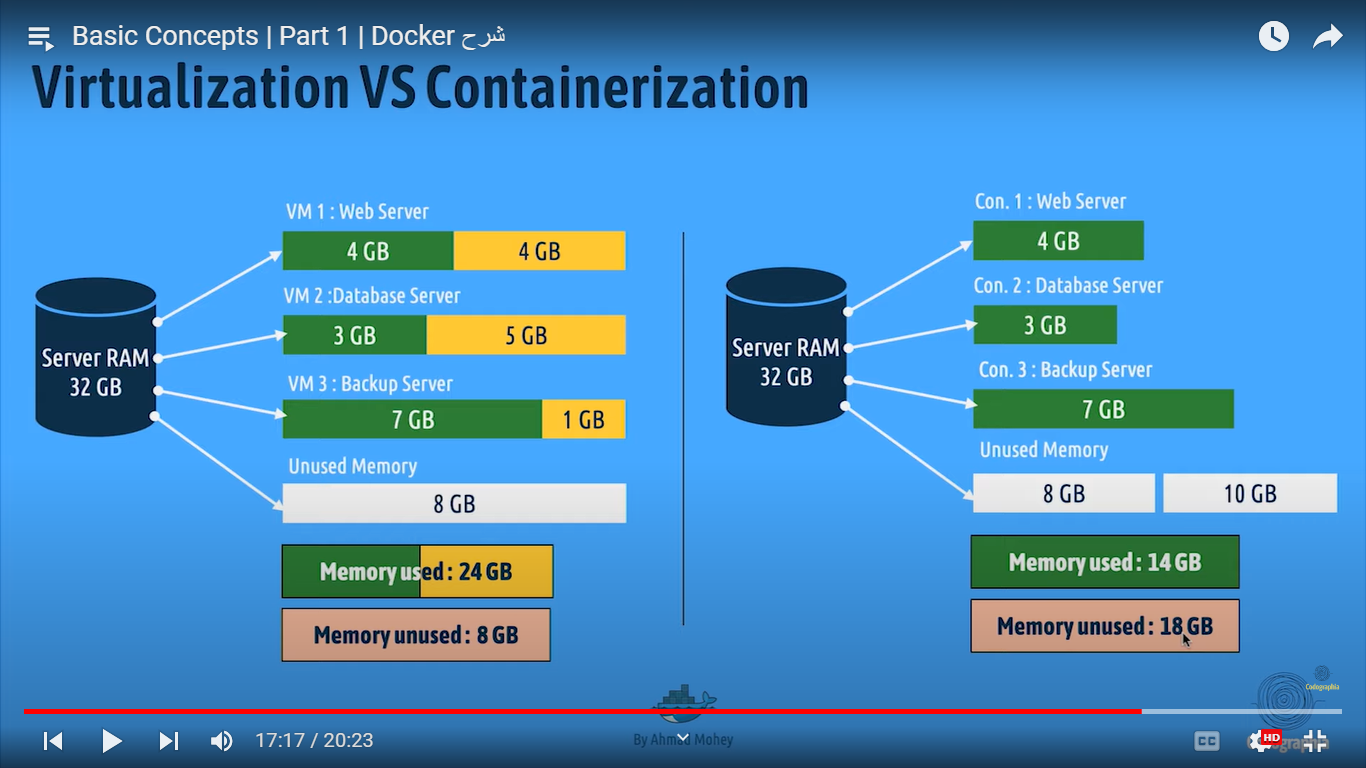 Basic Concepts | Part 1 | Docker شرح
Virtualization VS Containerization
VM 1 : Web Server
4 GB 4 GB
VM 2 :Database Server
3 GB 5 GB
VM 3 : Backup Server
7 GB 1 GB
Unused Memory
8 GB
Server RAM
32 GB
Memory used : 24 GB
Memory unused : 8 GB
Con. 1 : Web Server
4 GB
Con. 2 : Database Server
3 GB
Con. 3 : Backup Server
7 GB
Unused Memory
8 GB 10 GB
Server RAM
32 GB
Memory used : 14 GB
Memory unused : 18 GB
Codographia
By Ahmad Mohey
17:17 / 20:23
CC
HD
Codographia